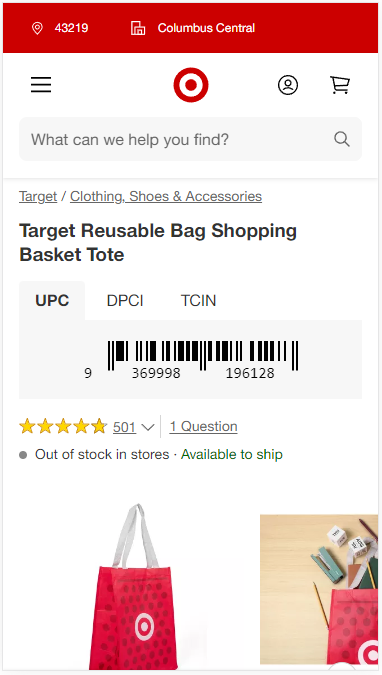 43219 Columbus Central
What can we help you find?
Target / Clothing, Shoes & Accessories
Target Reusable Bag Shopping
Basket Tote
UPC DPCI TCIN
9 369998 196128
501 1 Question
Out of stock in stores · Available to ship